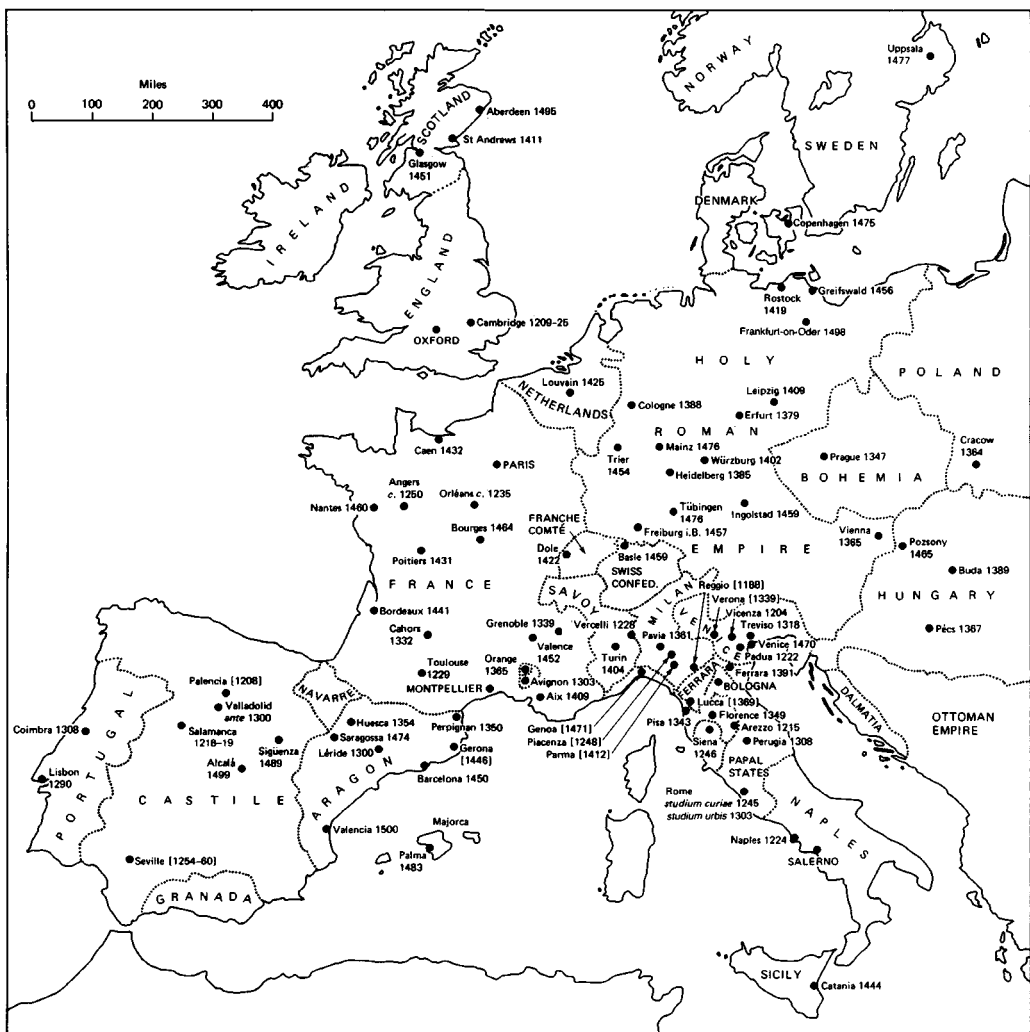 Miles
0 100 200 300 400
NORWAY
Uppsala
1477
SCOTLAND
Aberdeen 1495
St Andrews 1411
Glasgow
1451
SWEDEN
IRELAND
DENMARK
Copenhagen 1475
ENGLAND
Rostock
1419
Greifswald 1456
Cambridge 1209-25
OXFORD
Frankfurt-on-Oder 1498
HOLY
POLAND
Louvain 1425
NETHERLANDS
Cologne 1388
Leipzig 1409
Erfurt 1379
ROMAN
Caen 1432
Mainz 1476
Trier
1454
Würzburg 1402
Heidelberg 1385
Prague 1347
Cracow
1364
BOHEMIA
PARIS
Angers
c. 1250
Orléans c. 1235
Nantes 1460
Bourges 1464
Tübingen
1476
Ingolstad 1459
FRANCHE
COMTÉ
Freiburg i.B. 1457
Vienna
1365
Pozsony
1465
Dole
1422
Basle 1459
EMPIRE
Poitiers 1431
SWISS
CONFED.
Buda 1389
FRANCE
SAVOY
MILAN
VENICE
Reggio [1188]
Verona [1339]
Vicenza 1204
HUNGARY
Bordeaux 1441
Grenoble 1339
Vercelli 1228
Treviso 1318
Pécs 1367
Cahors
1332
Valence
1452
Pavia 1361
Venice 1470
Padua 1222
Turin
1404
Orange
1365
Ferrara 1391
Toulouse
1229
Avignon 1303
FERRARA
BOLOGNA
MONTPELLIER
Aix 1409
Palencia [1208]
NAVARRE
Lucca [1369]
DALMATIA
Valladolid
ante 1300
Huesca 1354
Perpignan 1350
Genoa [1471]
Pisa 1343
Florence 1349
OTTOMAN
EMPIRE
Coimbra 1308
Salamanca
1218-19
Saragossa 1474
Piacenza [1248]
Arezzo 1215
Sigüenza
1489
Léride 1300
Gerona
[1446]
Parma [1412]
Siena
1246
Perugia 1308
Alcalá
1499
Barcelona 1450
PAPAL
STATES
Lisbon
1290
PORTUGAL
CASTILE
ARAGON
Rome
studium curiae 1245
studium urbis 1303
NAPLES
Valencia 1500
Majorca
Palma
1483
Naples 1224
SALERNO
Seville [1254-60]
GRANADA
SICILY
Catania 1444